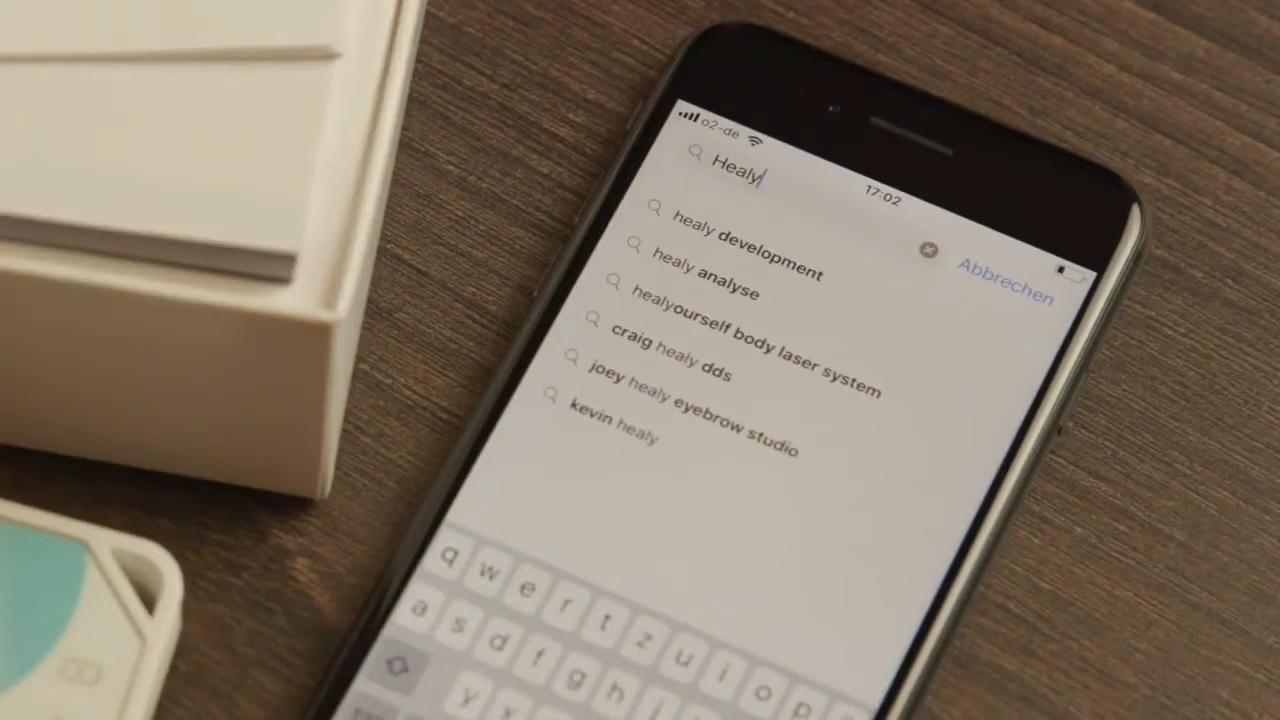 o2-de
17:02
Healy
Abbrechen
healy development
healy analyse
healyourself body laser system
craig healy dds
joey healy eyebrow studio
kevin healy
q w e r t z u i o p
a s d f g h
y x